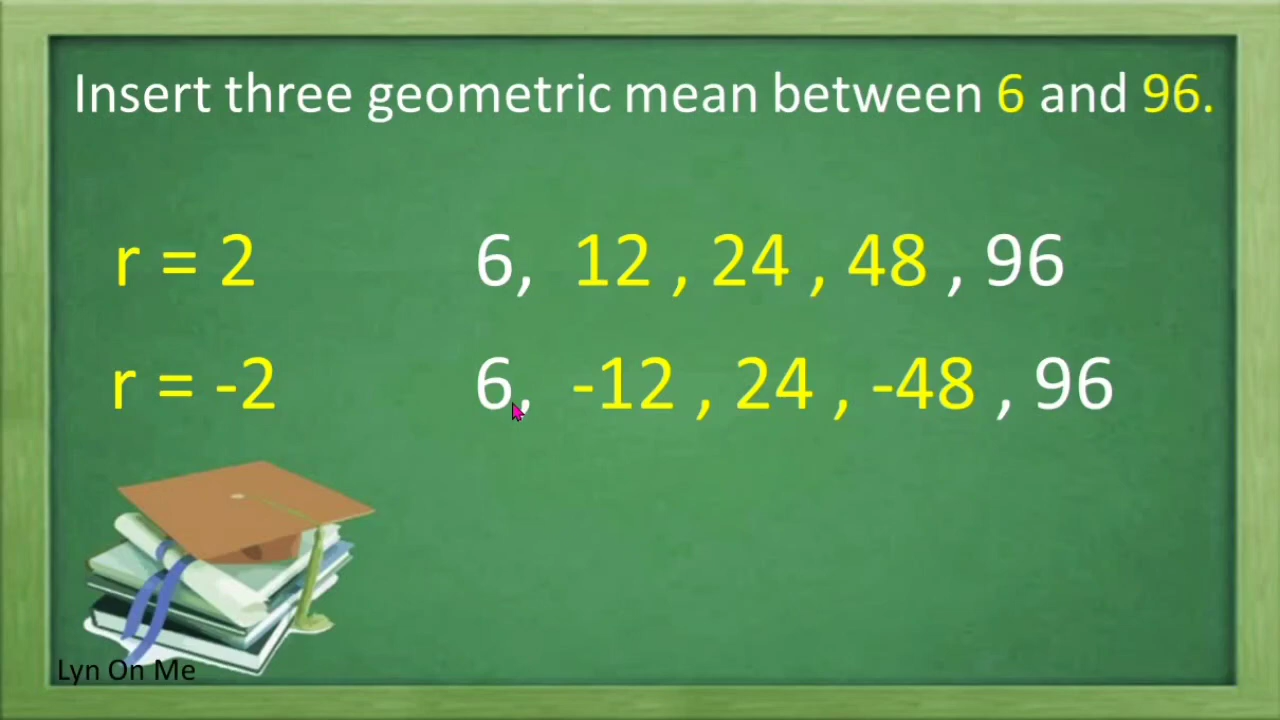 Insert three geometric mean between 6 and 96.
r = 2 6, 12 , 24 , 48 , 96
r = -2 6, -12 , 24 , -48 , 96
Lyn On Me